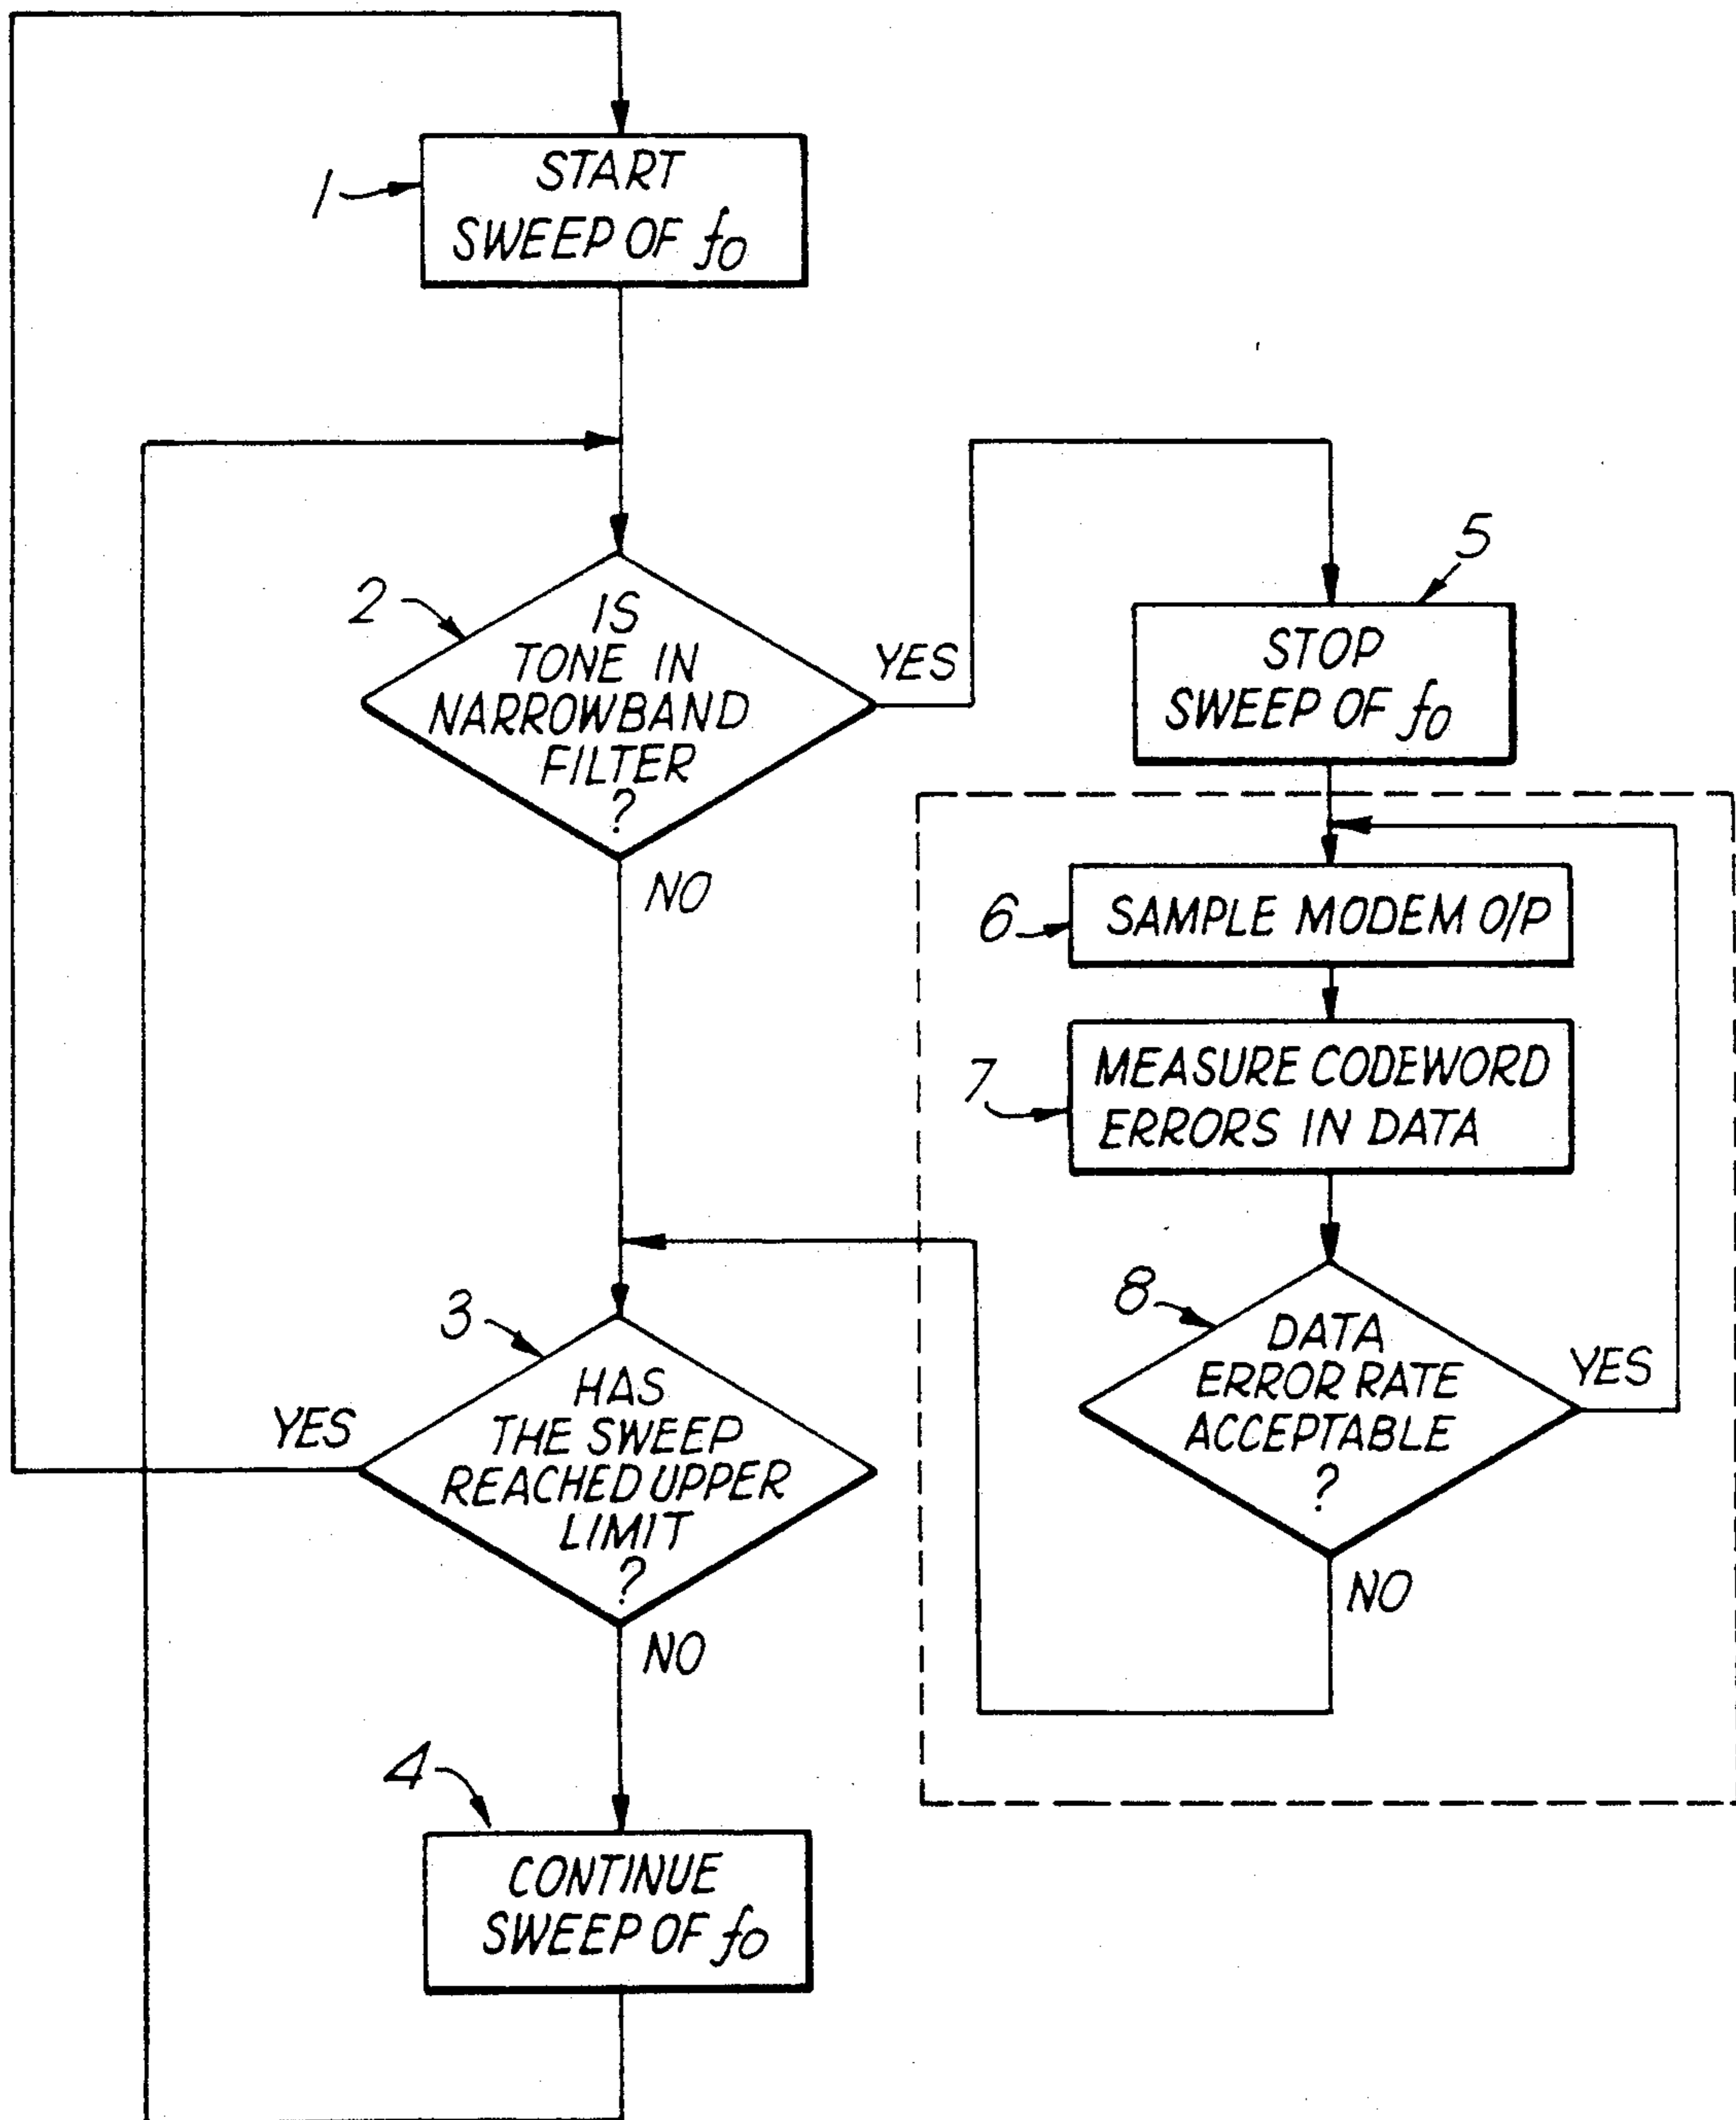 1
START
SWEEP OF fo
2
IS
TONE IN
NARROWBAND
FILTER
?
YES
NO
5
STOP
SWEEP OF fo
6
SAMPLE MODEM O/P
7
MEASURE CODEWORD
ERRORS IN DATA
8
DATA
ERROR RATE
ACCEPTABLE
?
YES
NO
3
HAS
THE SWEEP
REACHED UPPER
LIMIT
?
YES
NO
4
CONTINUE
SWEEP OF fo